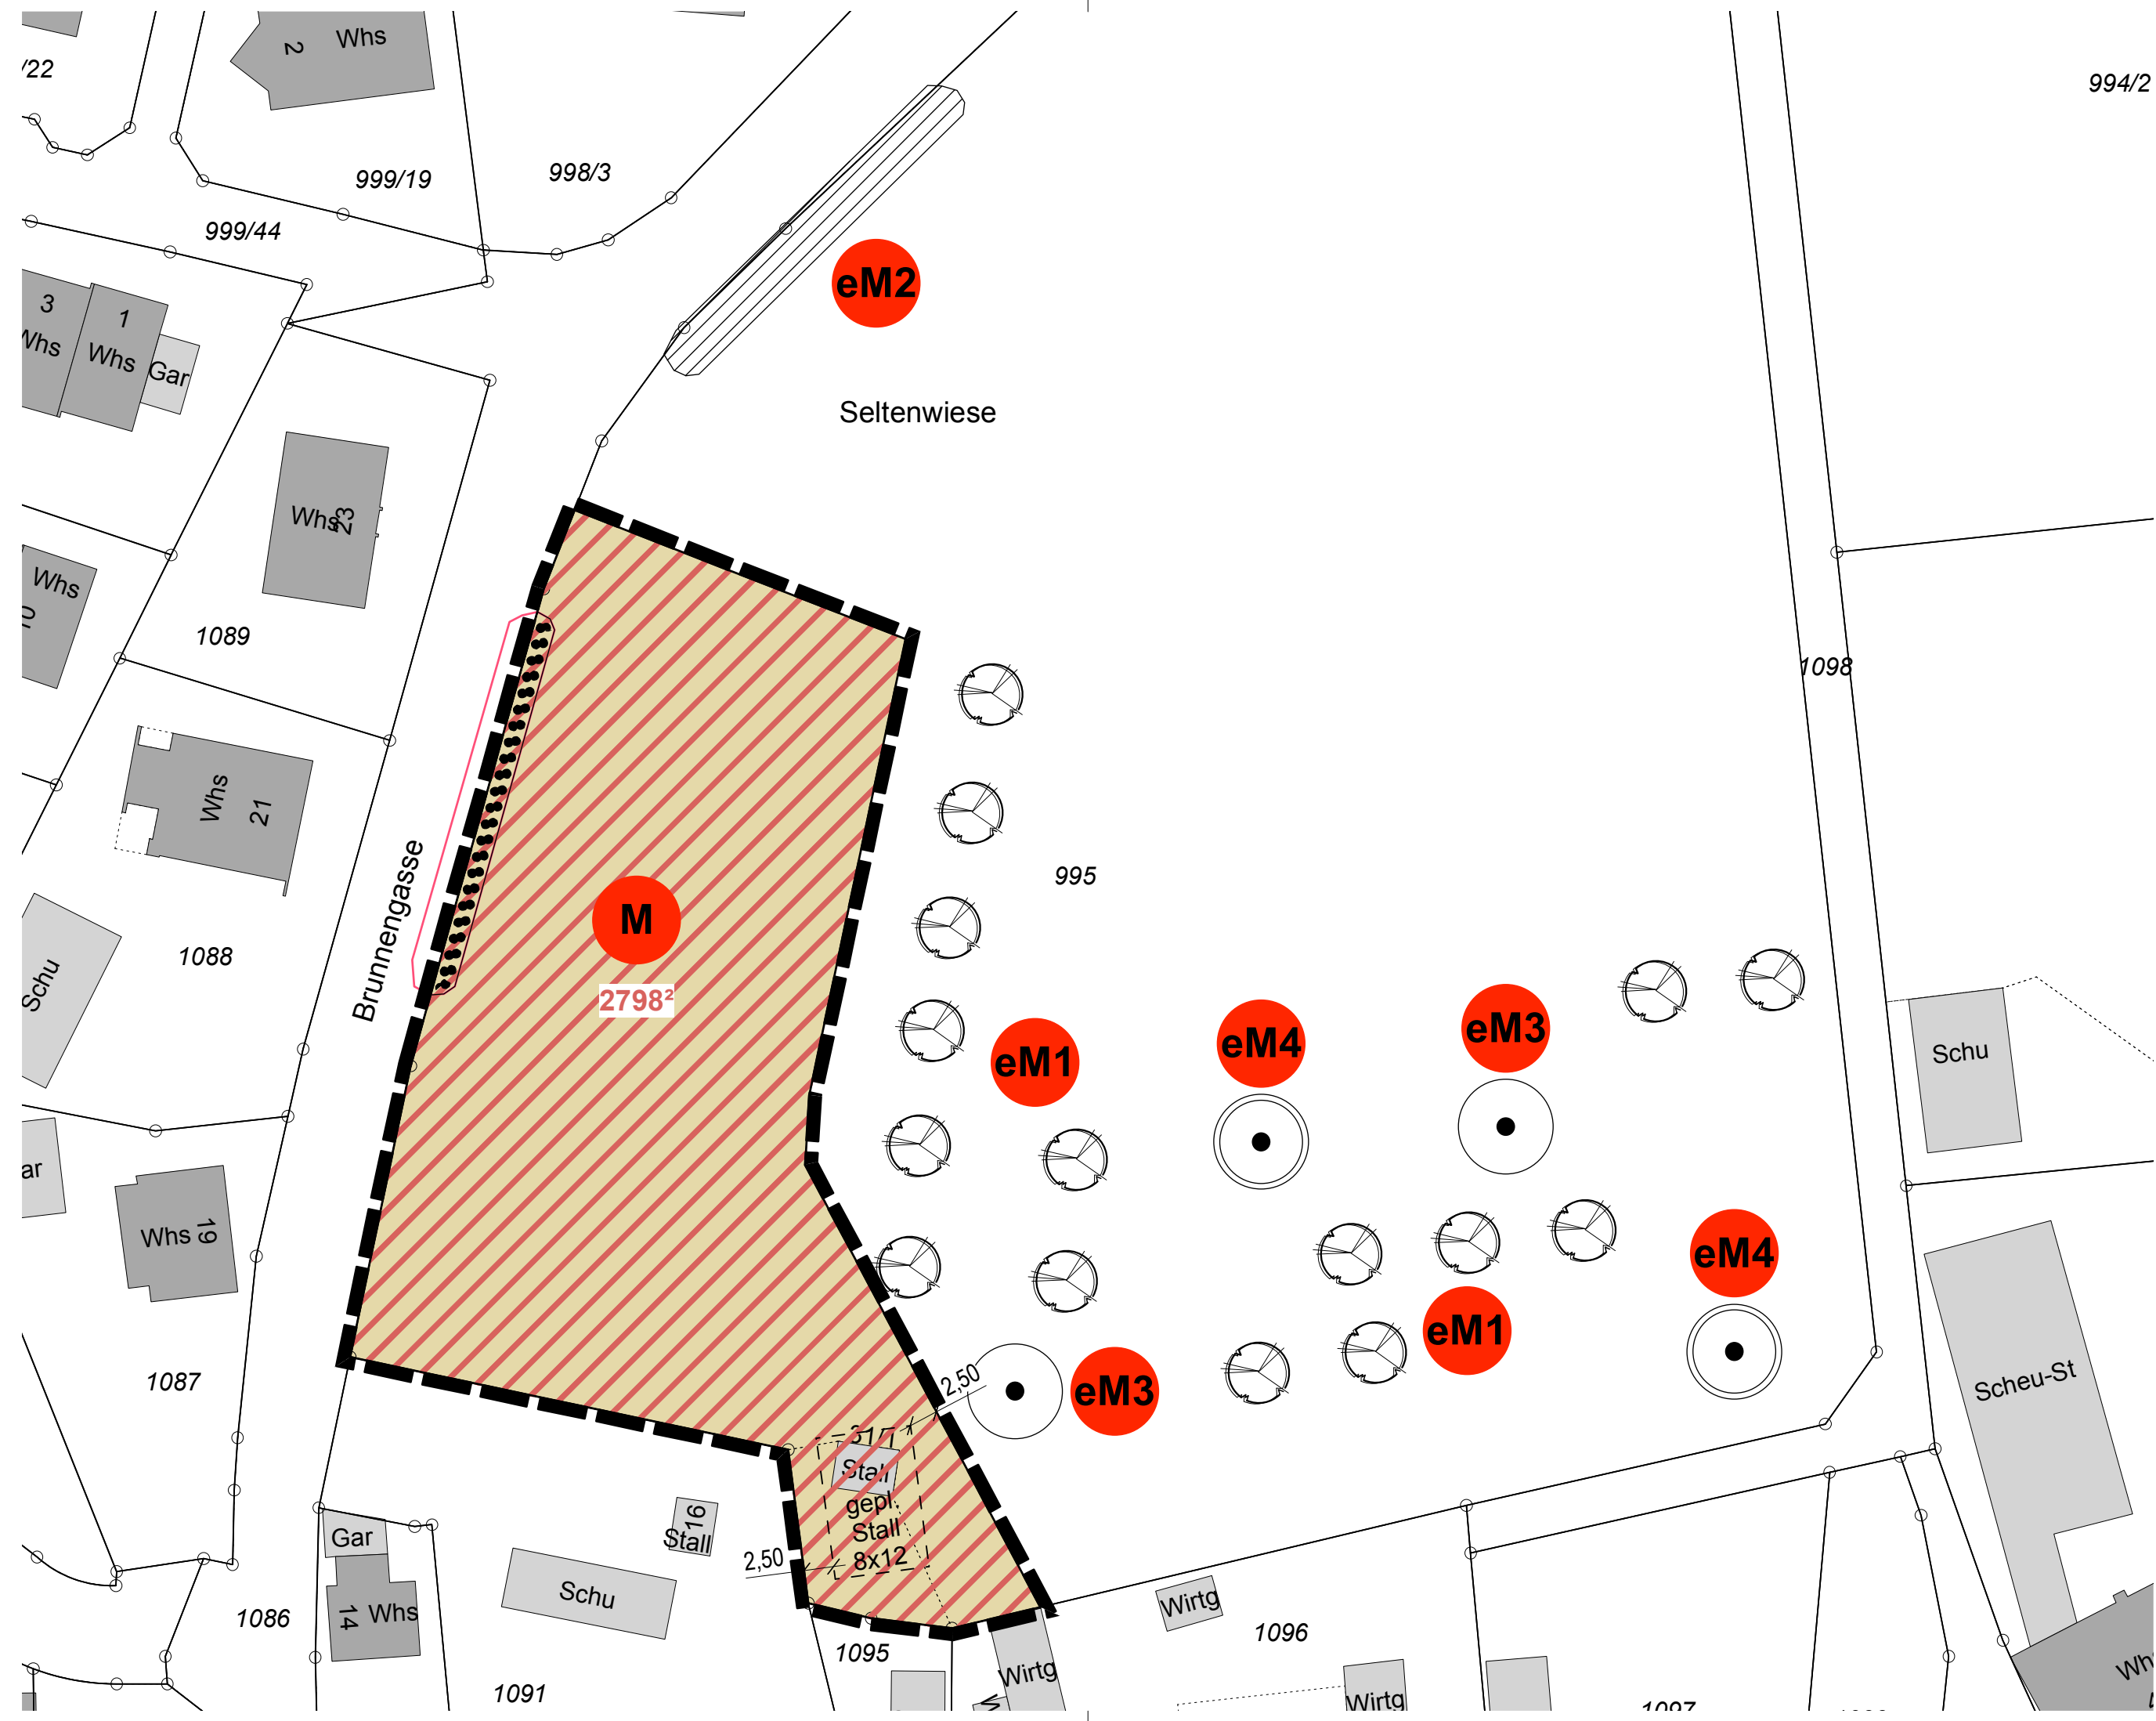 2
Whs
/22
994/2
999/19
998/3
999/44
eM2
3
Whs
1
Whs
Gar
Seltenwiese
Whs
23
Whs
1089
1098
Whs
21
995
Brunnengasse
M
1088
2798²
Schu
eM1
eM4
eM3
Schu
ar
Whs
19
eM1
eM4
1087
2,50
eM3
Scheu-St
Stall
gepl.
Stall
8x12
2,50
16
Stall
Gar
Schu
14
Whs
1086
Wirtg
1096
1095
Wirtg
1091
Wirtg
1097